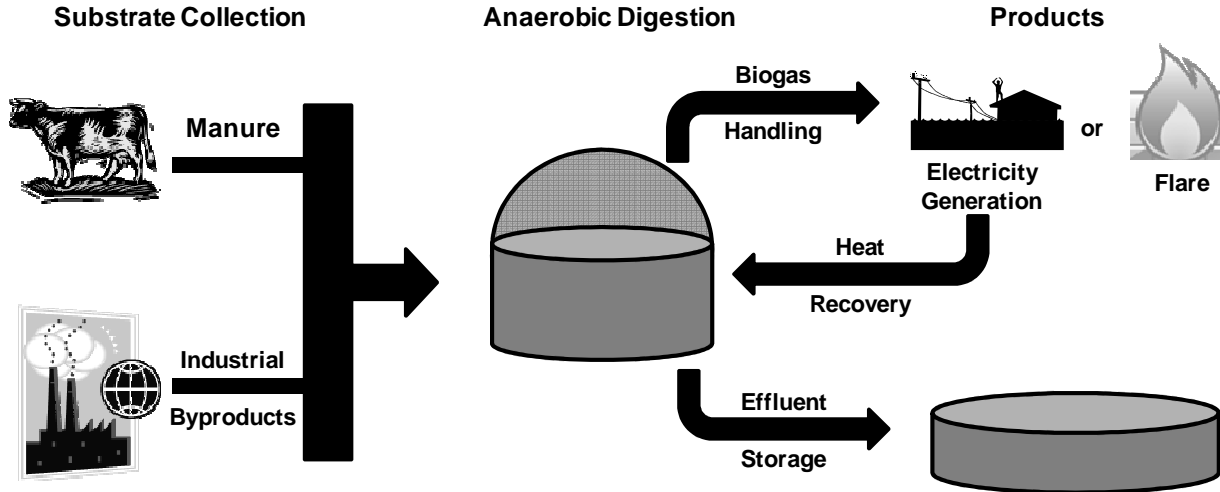 Substrate Collection
Anaerobic Digestion
Products
Manure
Industrial
Byproducts
Biogas
Handling
Electricity
Generation
or
Flare
Heat
Recovery
Effluent
Storage